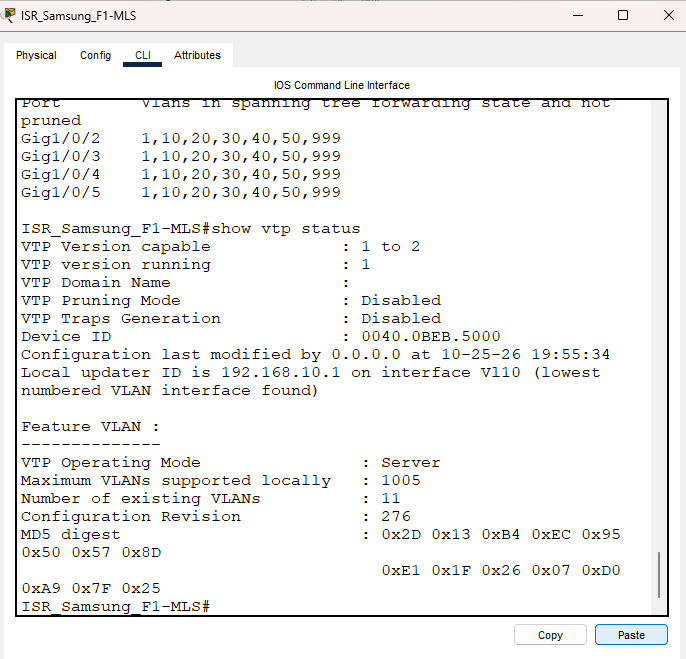 ISR_Samsung_F1-MLS
Physical Config CLI Attributes
IOS Command Line Interface
Port Vlans in spanning tree forwarding state and not
pruned
Gig1/0/2 1,10,20,30,40,50,999
Gig1/0/3 1,10,20,30,40,50,999
Gig1/0/4 1,10,20,30,40,50,999
Gig1/0/5 1,10,20,30,40,50,999
ISR_Samsung_F1-MLS#show vtp status
VTP Version capable : 1 to 2
VTP version running : 1
VTP Domain Name :
VTP Pruning Mode : Disabled
VTP Traps Generation : Disabled
Device ID : 0040.0BEB.5000
Configuration last modified by 0.0.0.0 at 10-25-26 19:55:34
Local updater ID is 192.168.10.1 on interface Vl10 (lowest
numbered VLAN interface found)
Feature VLAN :
--------------
VTP Operating Mode : Server
Maximum VLANs supported locally : 1005
Number of existing VLANs : 11
Configuration Revision : 276
MD5 digest : 0x2D 0x13 0xB4 0xEC 0x95
0x50 0x57 0x8D
0xE1 0x1F 0x26 0x07 0xD0
0xA9 0x7F 0x25
ISR_Samsung_F1-MLS#
Copy Paste